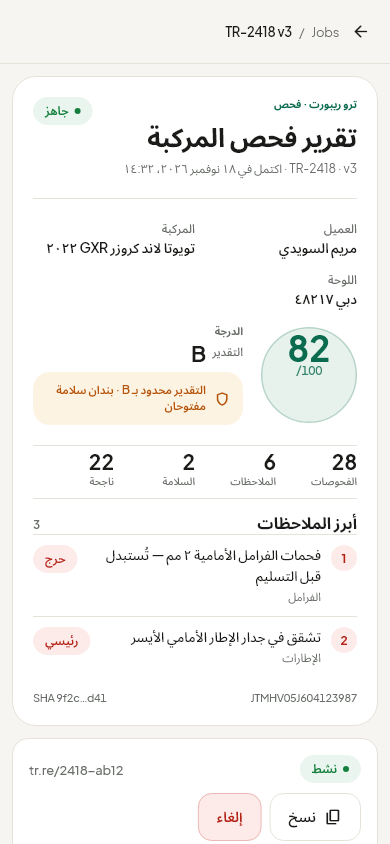 Jobs / TR-2418 v3
ترو ريبورت · فحص
جاهز
تقرير فحص المركبة
TR-2418 · v3 · اكتمل في ١٨ نوفمبر ٢٠٢٦، ١٤:٣٢
العميل
مريم السويدي
المركبة
تويوتا لاند كروزر GXR ٢٠٢٢
اللوحة
دبي ٤٨٢١٧
82
/100
الدرجة
التقدير B
التقدير محدود بـ B · بندان سلامة
مفتوحان
28
الفحوصات
6
الملاحظات
2
السلامة
22
ناجحة
أبرز الملاحظات
3
1
فحمات الفرامل الأمامية ٢ مم — تُستبدل
قبل التسليم
الفرامل
حرج
2
تشقق في جدار الإطار الأمامي الأيسر
الإطارات
رئيسي
JTMHV05J604123987
SHA 9f2c…d41
نشط
tr.re/2418-ab12
نسخ
إلغاء